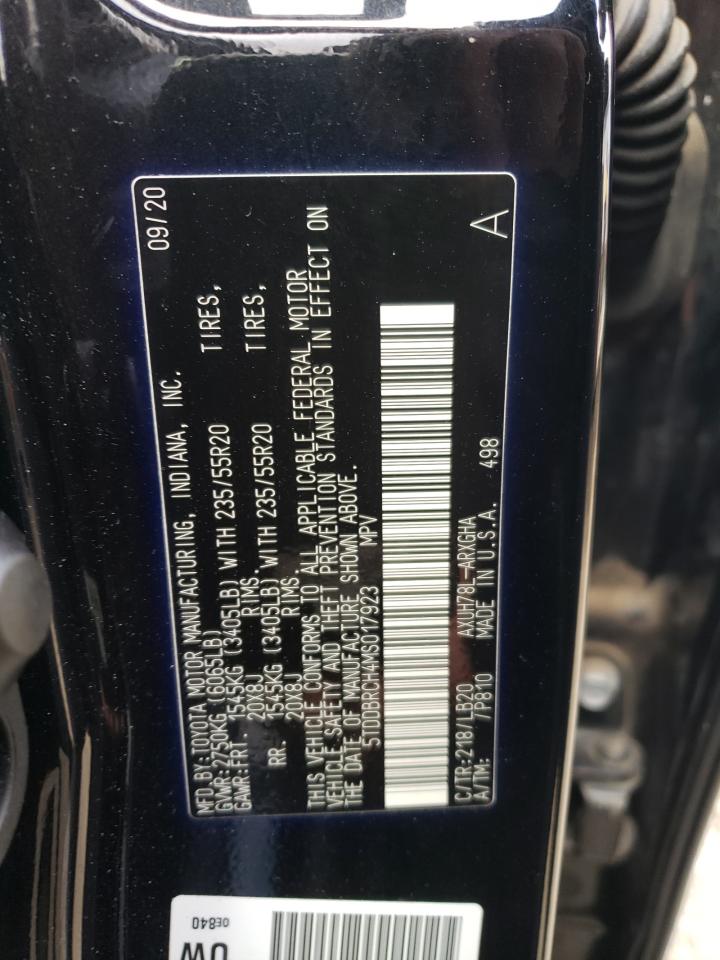 MFD.BY:TOYOTA MOTOR MANUFACTURING, INDIANA, INC. 09/20
GVWR:2750KG(6065LB)
GAWR:FRT. 1545KG(3405LB)WITH 235/55R20 TIRES,
20X8J RIMS,
RR. 1545KG(3405LB)WITH 235/55R20 TIRES,
20X8J RIMS
THIS VEHICLE CONFORMS TO ALL APPLICABLE FEDERAL MOTOR
VEHICLE SAFETY AND THEFT PREVENTION STANDARDS IN EFFECT ON
THE DATE OF MANUFACTURE SHOWN ABOVE.
5TDDBRCH4MS017923 MPV
C/TR:218/LB20 AXUH78L-ARXGHA A
A/TM: /P810 MADE IN U.S.A. 498
0E840